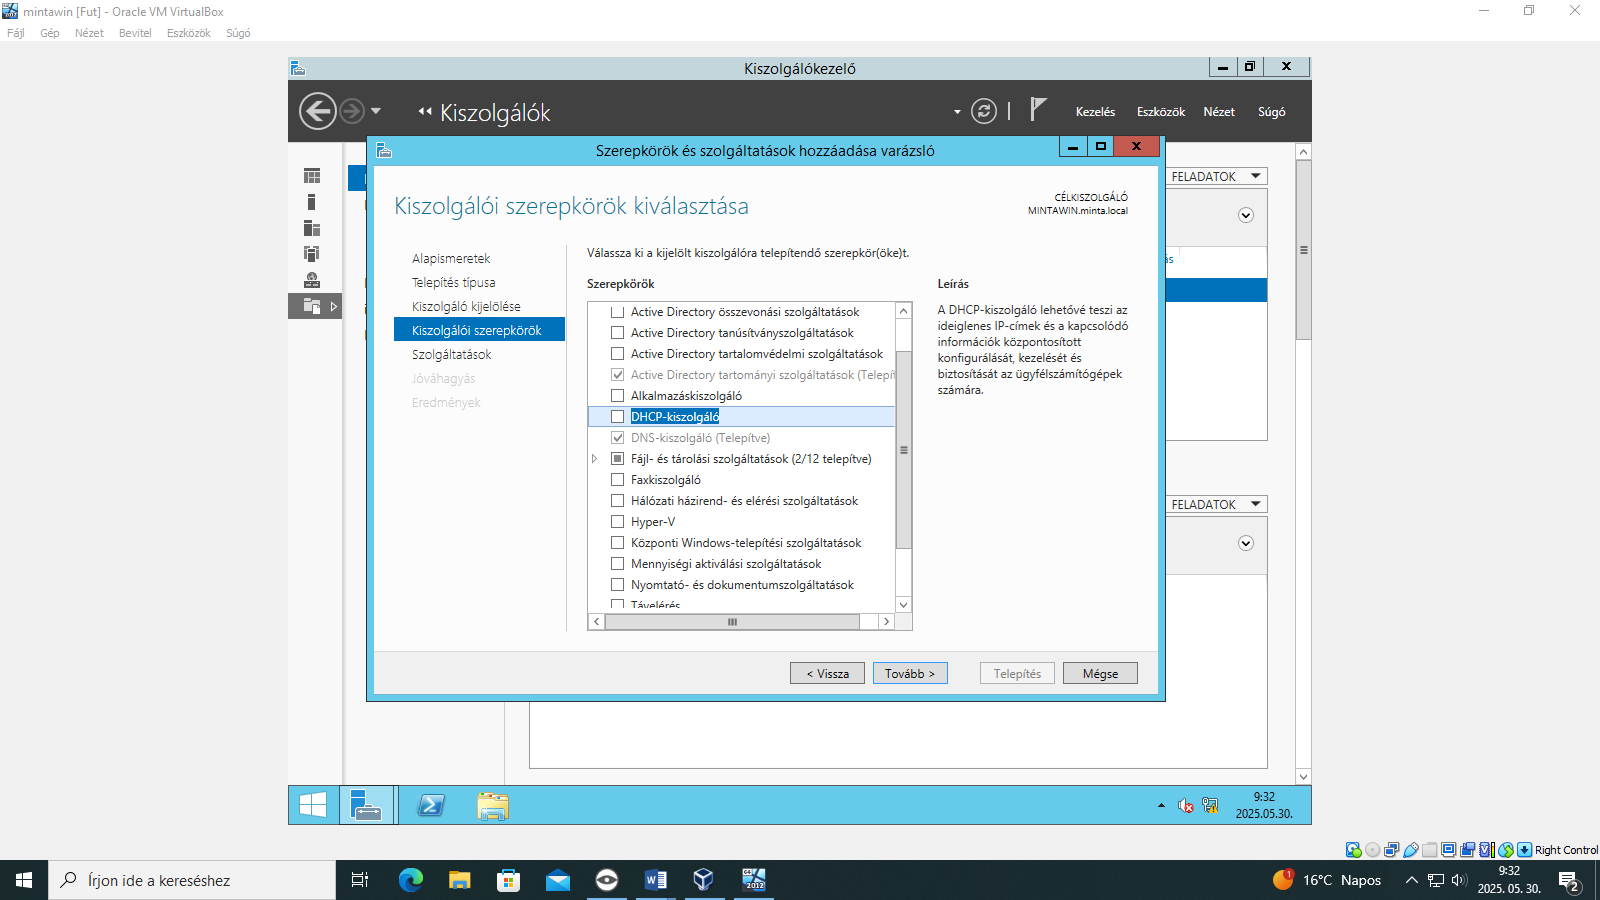 mintawin [Fut] - Oracle VM VirtualBox
Fájl Gép Nézet Bevitel Eszközök Súgó
Kiszolgálókezelő
Kiszolgálók
Kezelés Eszközök Nézet Súgó
Szerepkörök és szolgáltatások hozzáadása varázsló
FELADATOK
Kiszolgálói szerepkörök kiválasztása
CÉLKISZOLGÁLÓ
MINTAWIN.minta.local
Alapismeretek
Telepítés típusa
Kiszolgáló kijelölése
Kiszolgálói szerepkörök
Szolgáltatások
Jóváhagyás
Eredmények
Válassza ki a kijelölt kiszolgálóra telepítendő szerepkör(öke)t.
Szerepkörök
Active Directory összevonási szolgáltatások
Active Directory tanúsítványszolgáltatások
Active Directory tartalomvédelmi szolgáltatások
Active Directory tartományi szolgáltatások (Telepít
Alkalmazáskiszolgáló
DHCP-kiszolgáló
DNS-kiszolgáló (Telepítve)
Fájl- és tárolási szolgáltatások (2/12 telepítve)
Faxkiszolgáló
Hálózati házirend- és elérési szolgáltatások
Hyper-V
Központi Windows-telepítési szolgáltatások
Mennyiségi aktiválási szolgáltatások
Nyomtató- és dokumentumszolgáltatások
Távelérés
Leírás
A DHCP-kiszolgáló lehetővé teszi az
ideiglenes IP-címek és a kapcsolódó
információk központosított
konfigurálását, kezelését és
biztosítását az ügyfélszámítógépek
számára.
ás
FELADATOK
< Vissza Tovább > Telepítés Mégse
9:32
2025.05.30.
Right Control
Írjon ide a kereséshez
1
16°C Napos
9:32
2025. 05. 30.
2
2012